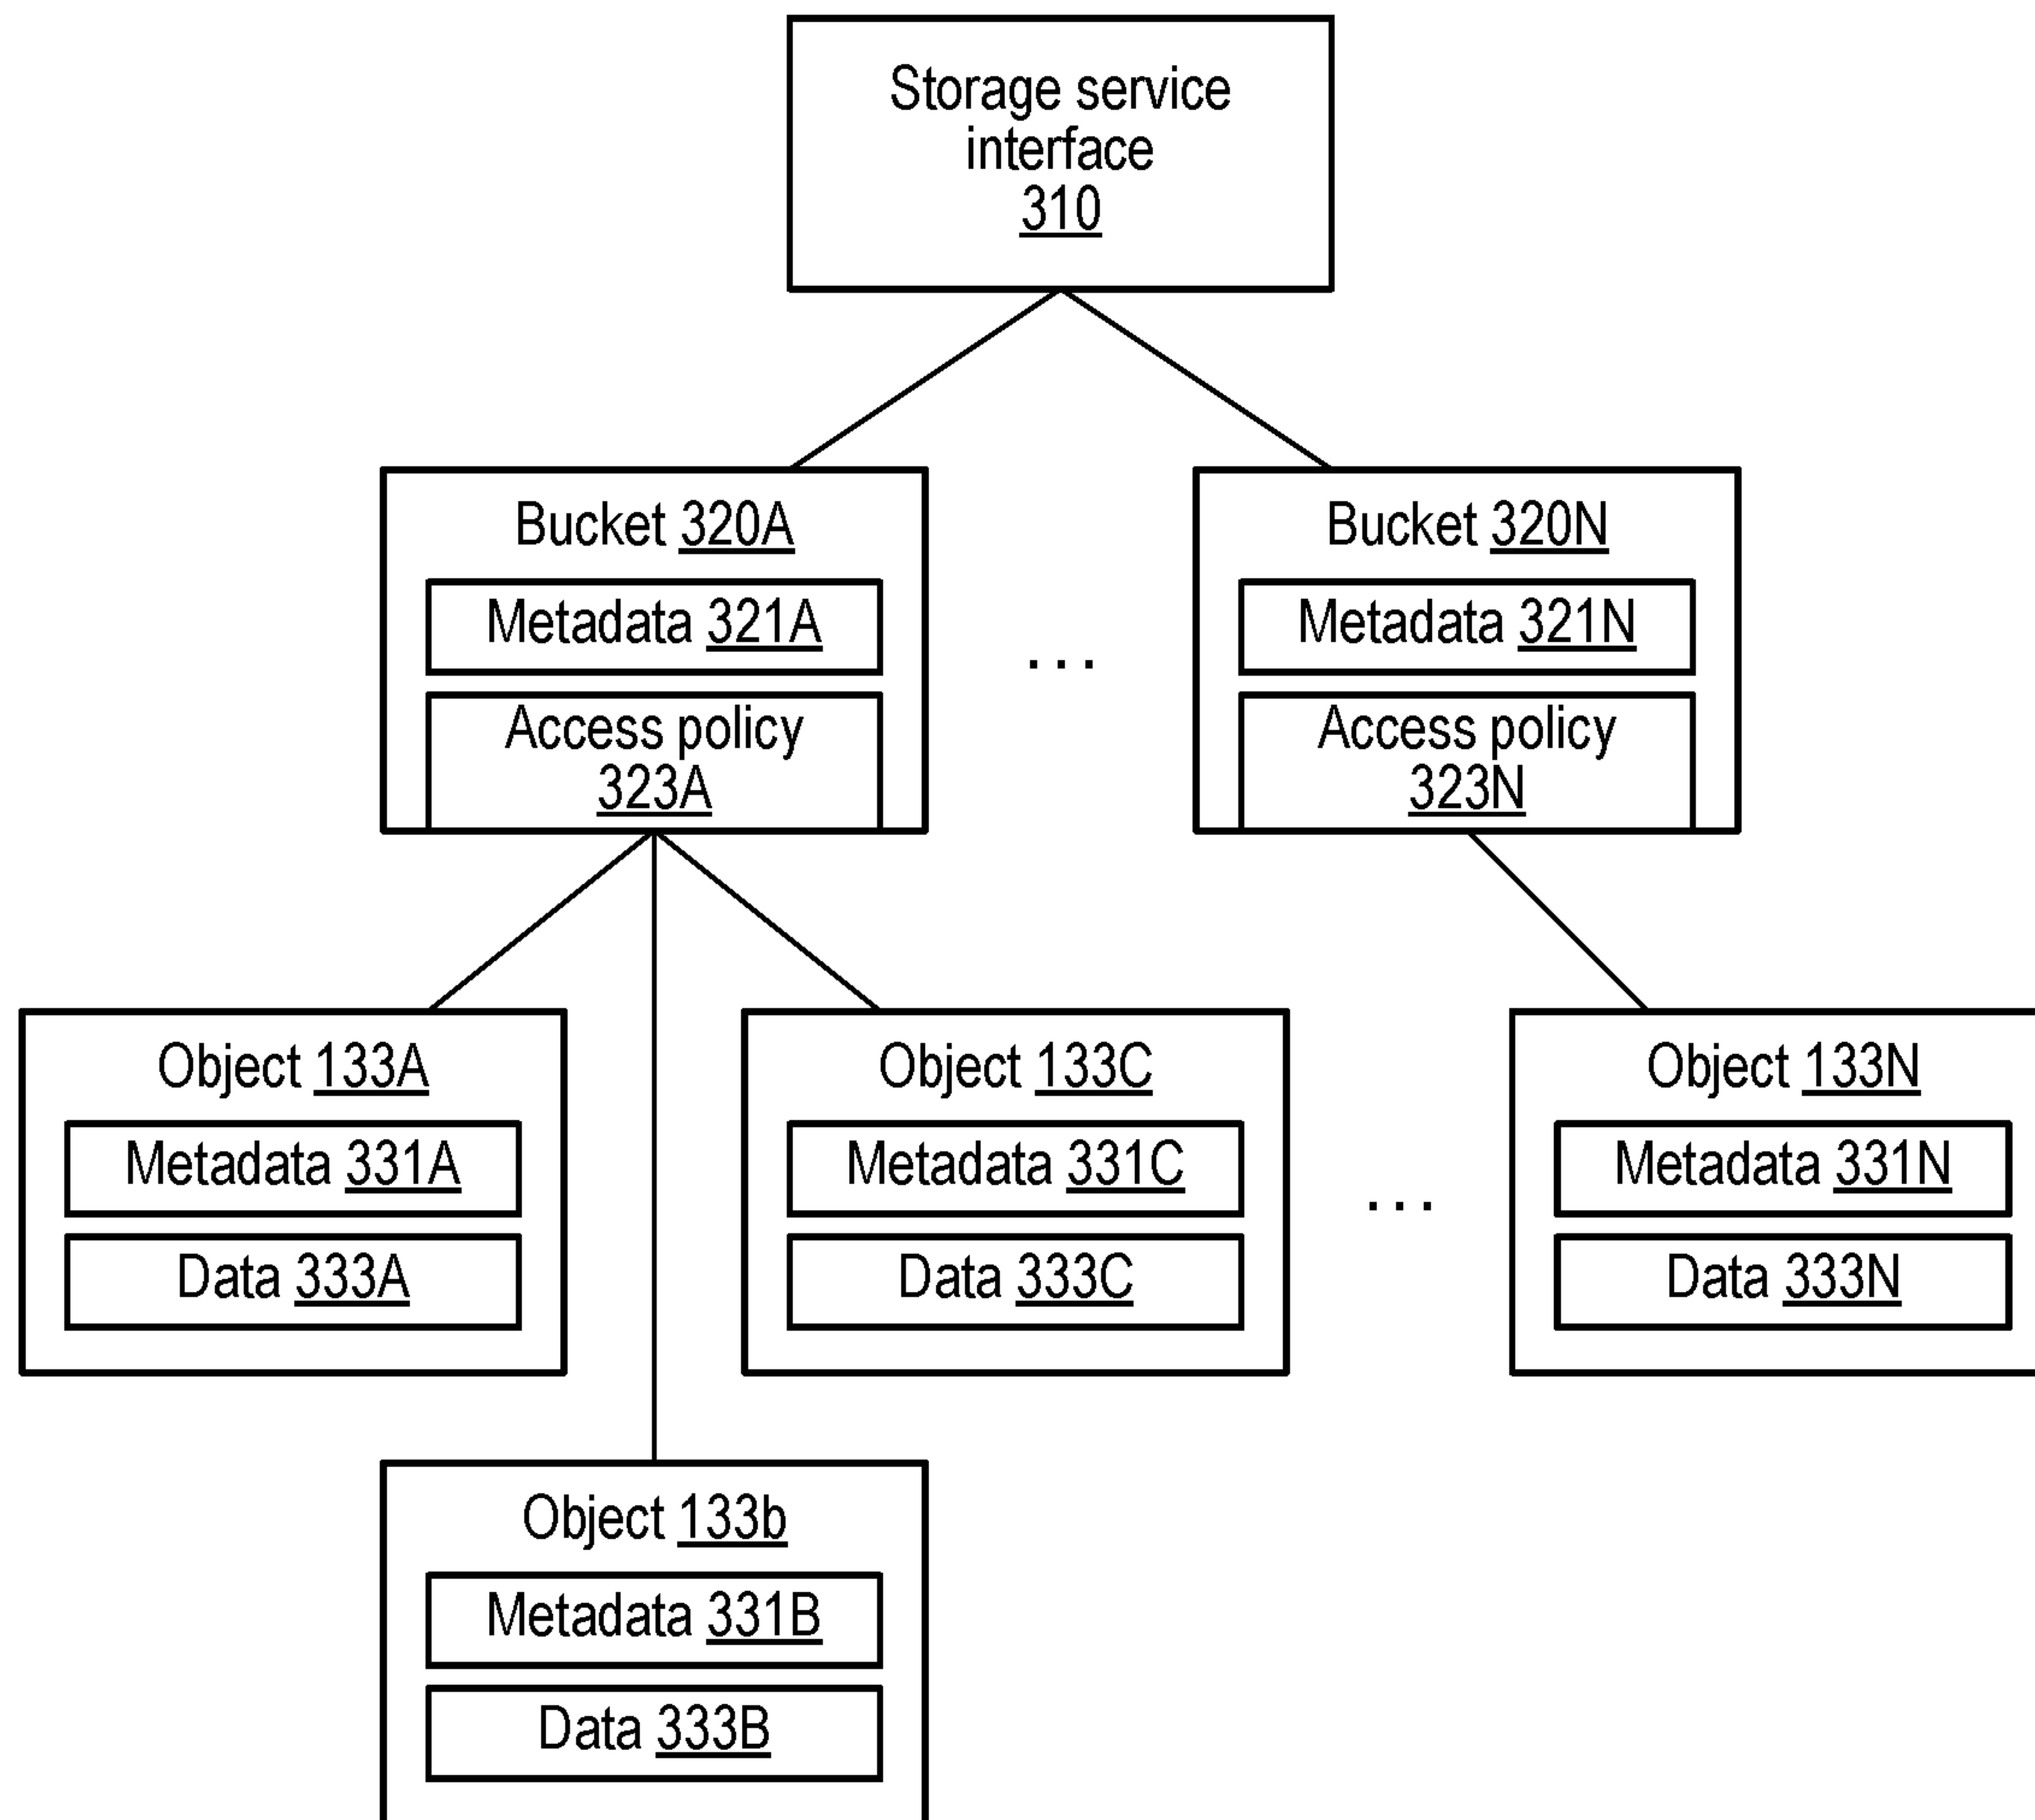 Storage service
interface
310
Bucket 320A
Metadata 321A
Access policy
323A
...
Bucket 320N
Metadata 321N
Access policy
323N
Object 133A
Metadata 331A
Data 333A
Object 133C
Metadata 331C
Data 333C
...
Object 133N
Metadata 331N
Data 333N
Object 133b
Metadata 331B
Data 333B